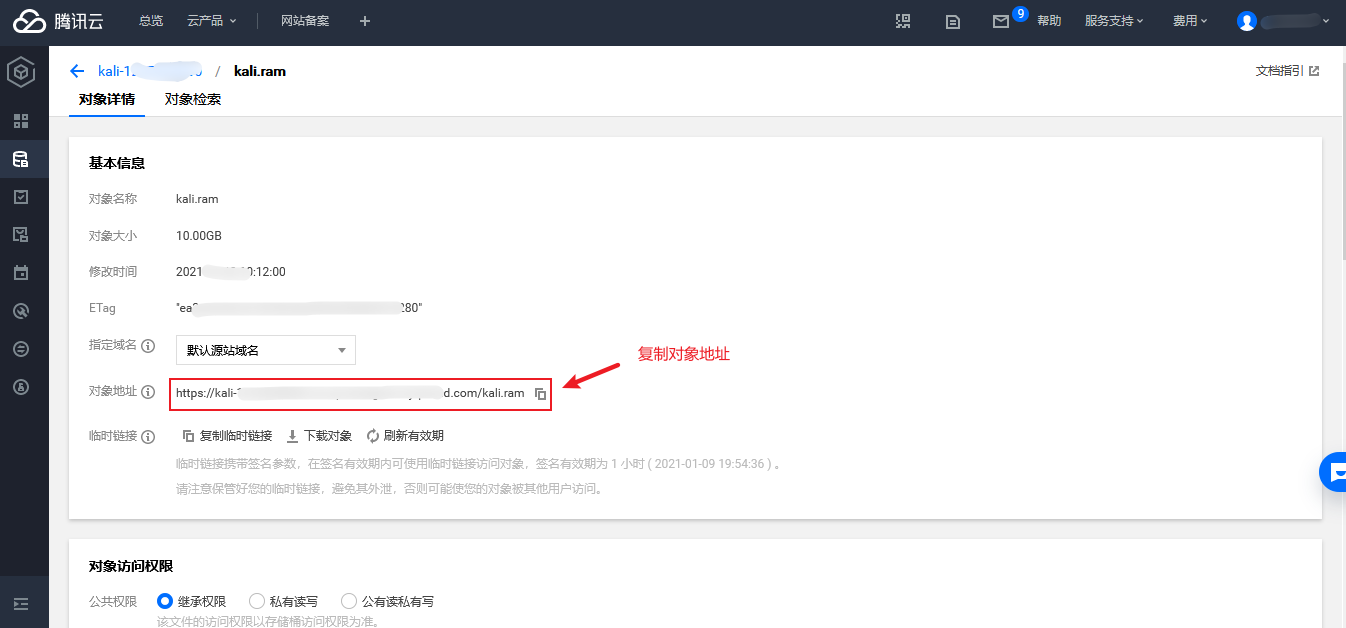 腾讯云 总览 云产品 网站备案 + 9 帮助 服务支持 费用
kali-1 / kali.ram 文档指引
对象详情 对象检索
基本信息
对象名称 kali.ram
对象大小 10.00GB
修改时间 2021 0:12:00
ETag "ea 280"
指定域名 默认源站域名
复制对象地址
对象地址 https://kali- d.com/kali.ram
临时链接 复制临时链接 下载对象 刷新有效期
临时链接携带签名参数，在签名有效期内可使用临时链接访问对象，签名有效期为 1 小时 ( 2021-01-09 19:54:36 ) 。
请注意保管好您的临时链接，避免其外泄，否则可能使您的对象被其他用户访问。
对象访问权限
公共权限 继承权限 私有读写 公有读私有写
该文件的访问权限以存储桶访问权限为准。